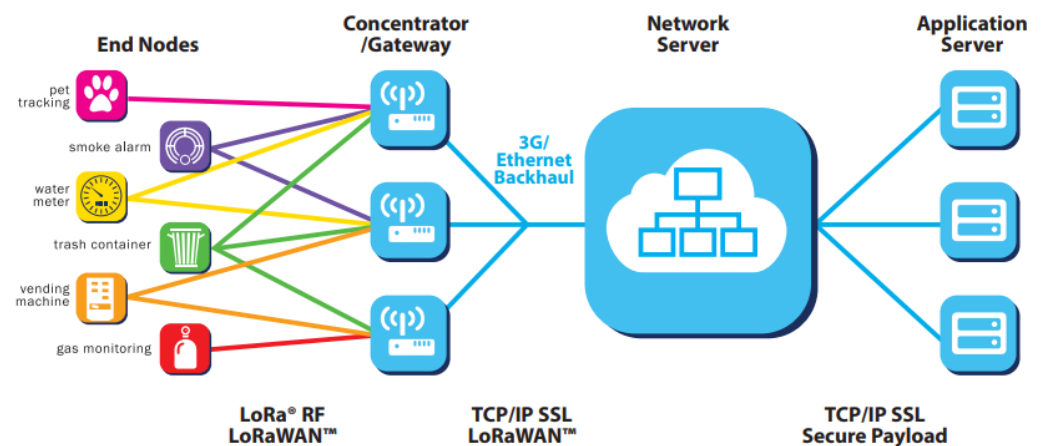 End Nodes
Concentrator
/Gateway
Network
Server
Application
Server
pet
tracking
smoke alarm
water
meter
trash container
vending
machine
gas monitoring
3G/
Ethernet
Backhaul
LoRa® RF
LoRaWAN™
TCP/IP SSL
LoRaWAN™
TCP/IP SSL
Secure Payload